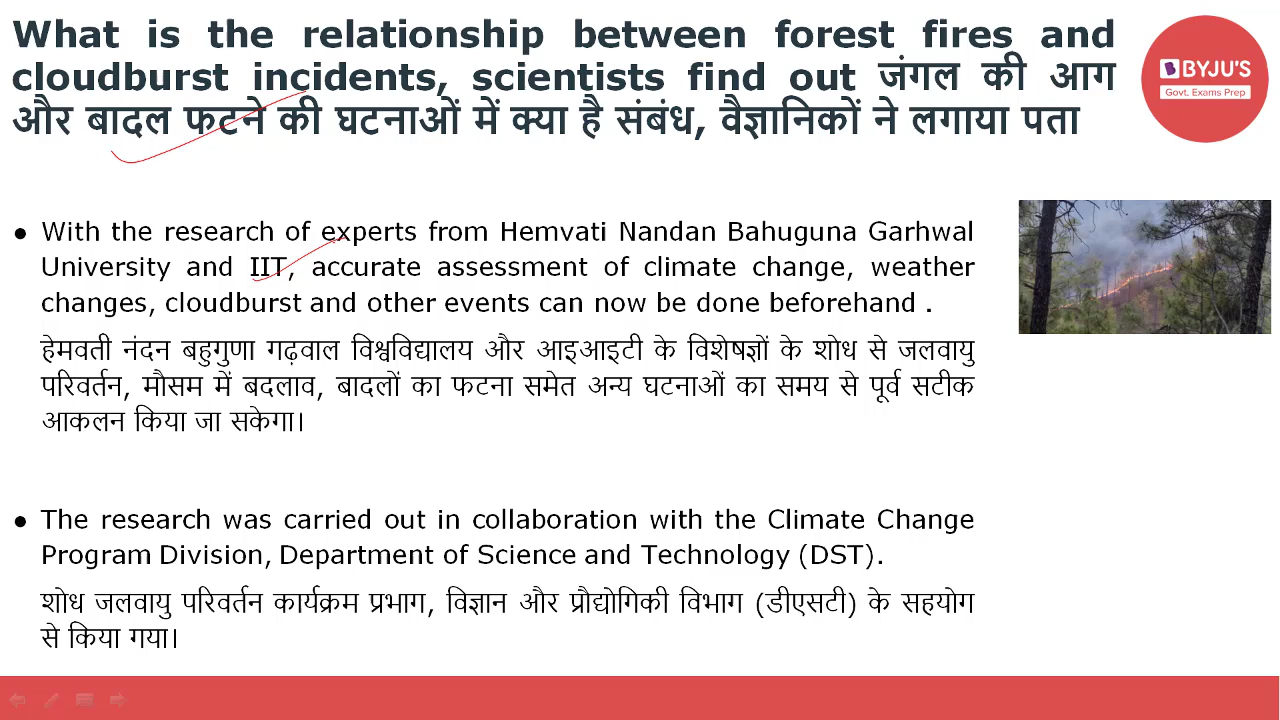 What is the relationship between forest fires and
cloudburst incidents, scientists find out जंगल की आग
और बादल फटने की घटनाओं में क्या है संबंध, वैज्ञानिकों ने लगाया पता
BYJU'S
Govt. Exams Prep
● With the research of experts from Hemvati Nandan Bahuguna Garhwal
University and IIT, accurate assessment of climate change, weather
changes, cloudburst and other events can now be done beforehand .
हेमवती नंदन बहुगुणा गढ़वाल विश्वविद्यालय और आइआइटी के विशेषज्ञों के शोध से जलवायु
परिवर्तन, मौसम में बदलाव, बादलों का फटना समेत अन्य घटनाओं का समय से पूर्व सटीक
आकलन किया जा सकेगा।
● The research was carried out in collaboration with the Climate Change
Program Division, Department of Science and Technology (DST).
शोध जलवायु परिवर्तन कार्यक्रम प्रभाग, विज्ञान और प्रौद्योगिकी विभाग (डीएसटी) के सहयोग
से किया गया।